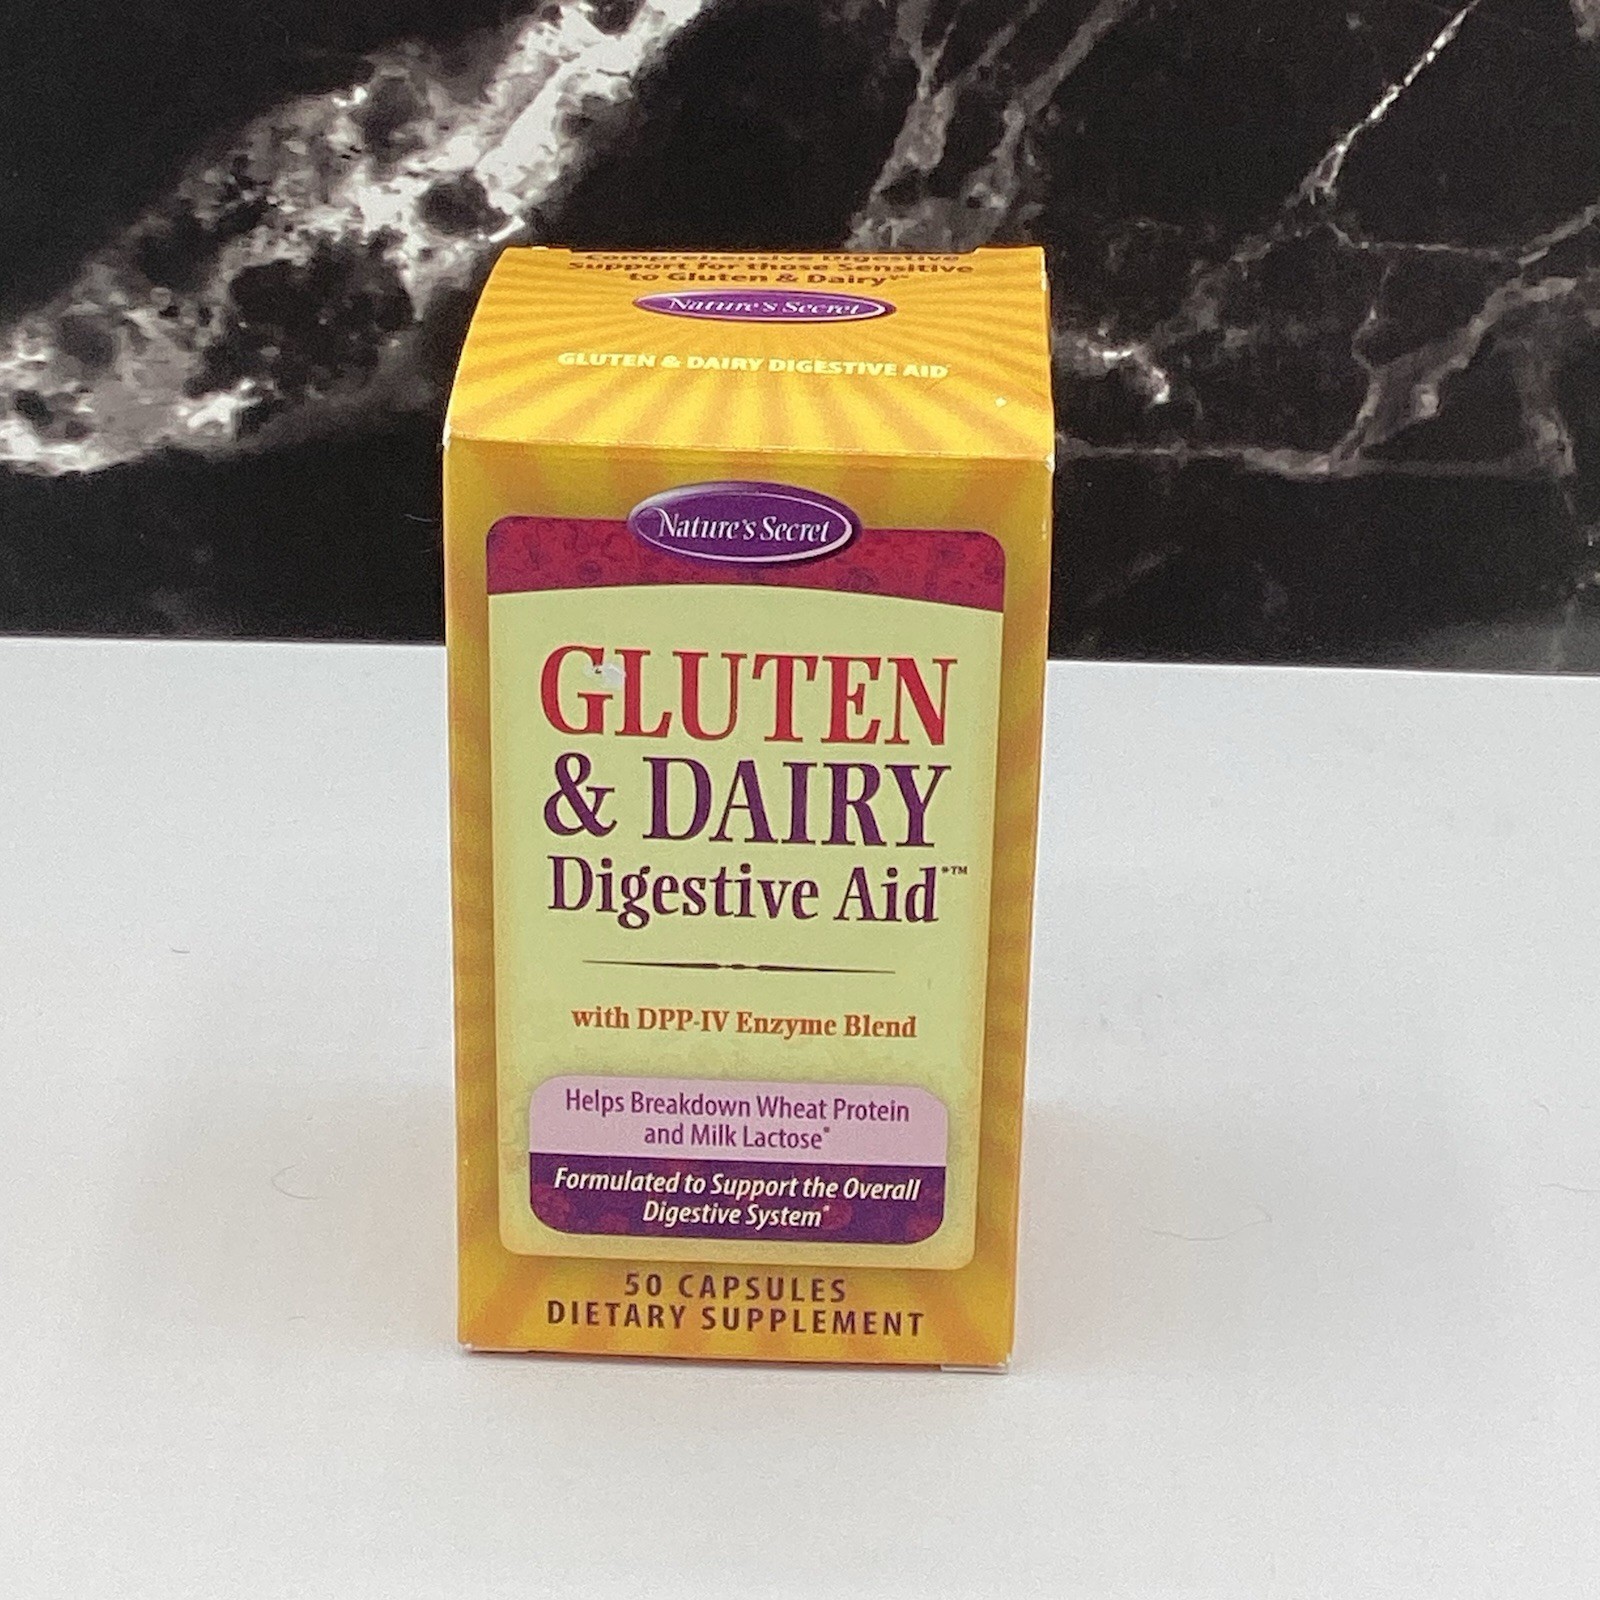 Comprehensive Digestive
Support for those Sensitive
to Gluten & Dairy
Nature's Secret
GLUTEN & DAIRY DIGESTIVE AID
Nature's Secret
GLUTEN
& DAIRY
Digestive Aid*™
with DPP-IV Enzyme Blend
Helps Breakdown Wheat Protein
and Milk Lactose*
Formulated to Support the Overall
Digestive System*
50 CAPSULES
DIETARY SUPPLEMENT